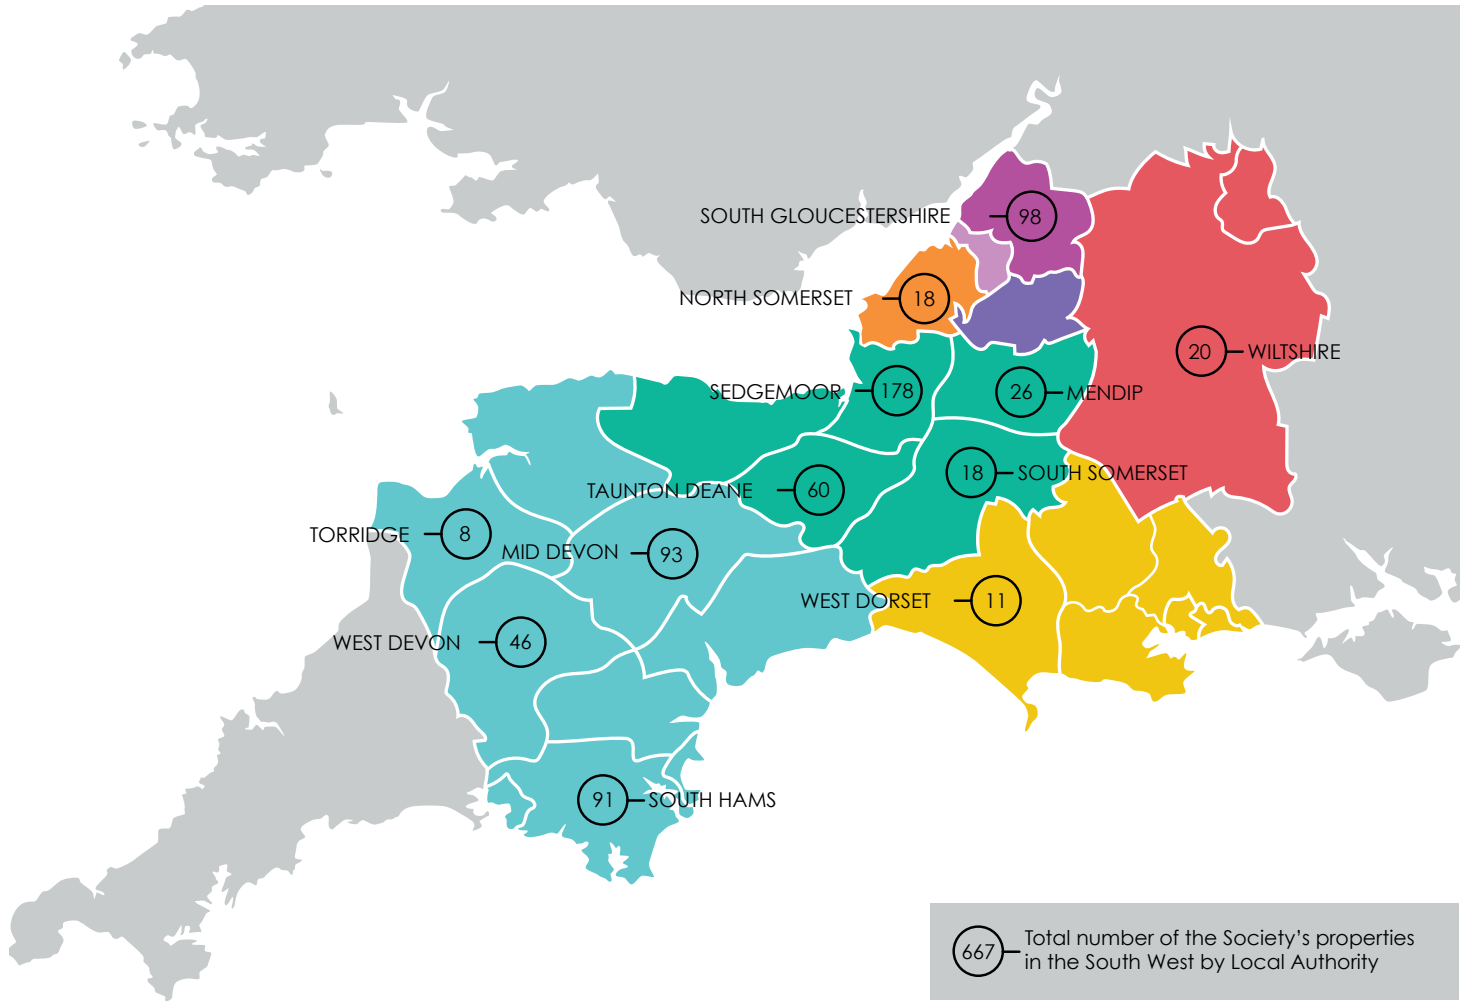 SOUTH GLOUCESTERSHIRE 98
NORTH SOMERSET 18
20 WILTSHIRE
SEDGEMOOR 178
26 MENDIP
18 SOUTH SOMERSET
TAUNTON DEANE 60
TORRIDGE 8
MID DEVON 93
WEST DORSET 11
WEST DEVON 46
91 SOUTH HAMS
667 Total number of the Society’s properties
in the South West by Local Authority